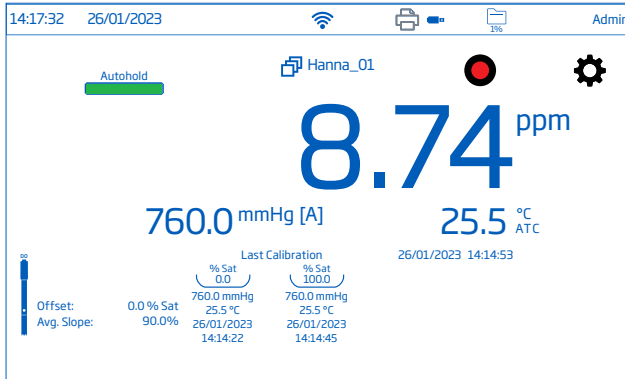 14:17:32 26/01/2023 1% Admin
Hanna_01
Autohold
8.74 ppm
760.0 mmHg [A] 25.5 °C ATC
Last Calibration 26/01/2023 14:14:53
DO
% Sat % Sat
0.0 100.0
760.0 mmHg 760.0 mmHg
Offset: 0.0 % Sat 25.5 °C 25.5 °C
Avg. Slope: 90.0% 26/01/2023 26/01/2023
14:14:22 14:14:45